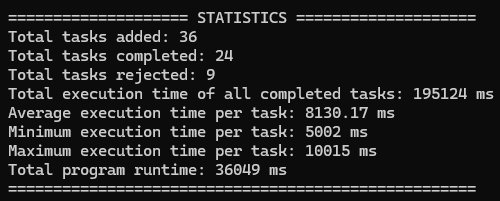 ==================== STATISTICS ====================
Total tasks added: 36
Total tasks completed: 24
Total tasks rejected: 9
Total execution time of all completed tasks: 195124 ms
Average execution time per task: 8130.17 ms
Minimum execution time per task: 5002 ms
Maximum execution time per task: 10015 ms
Total program runtime: 36049 ms
====================================================